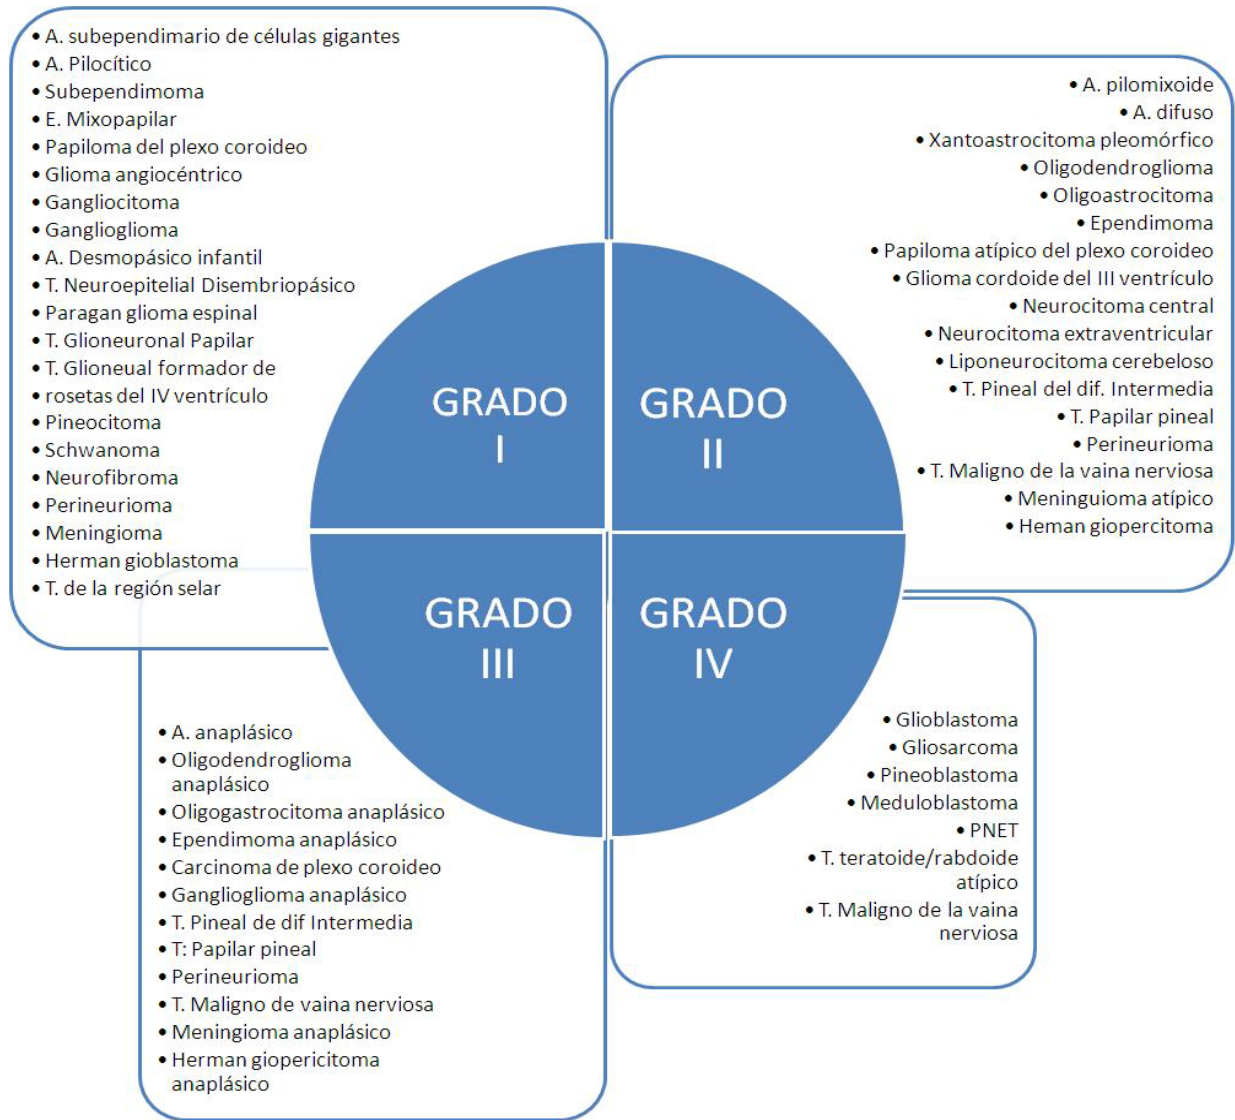 • A. subependimario de células gigantes
• A. Pilocítico
• Subependimoma
• E. Mixopapilar
• Papiloma del plexo coroideo
• Glioma angiocéntrico
• Gangliocitoma
• Ganglioglioma
• A. Desmopásico infantil
• T. Neuroepitelial Disembriopásico
• Paragan glioma espinal
• T. Glioneuronal Papilar
• T. Glioneual formador de
• rosetas del IV ventrículo
• Pineocitoma
• Schwanoma
• Neurofibroma
• Perineurioma
• Meningioma
• Herman gioblastoma
• T. de la región selar
• A. pilomixoide
• A. difuso
• Xantoastrocitoma pleomórfico
• Oligodendroglioma
• Oligoastrocitoma
• Ependimoma
• Papiloma atípico del plexo coroideo
• Glioma cordoide del III ventrículo
• Neurocitoma central
• Neurocitoma extraventricular
• Liponeurocitoma cerebeloso
• T. Pineal del dif. Intermedia
• T. Papilar pineal
• Perineurioma
• T. Maligno de la vaina nerviosa
• Meninguioma atípico
• Heman giopercitoma
GRADO
I
GRADO
II
GRADO
III
GRADO
IV
• A. anaplásico
• Oligodendroglioma
anaplásico
• Oligogastrocitoma anaplásico
• Ependimoma anaplásico
• Carcinoma de plexo coroideo
• Ganglioglioma anaplásico
• T. Pineal de dif Intermedia
• T: Papilar pineal
• Perineurioma
• T. Maligno de vaina nerviosa
• Meningioma anaplásico
• Herman giopericitoma
anaplásico
• Glioblastoma
• Gliosarcoma
• Pineoblastoma
• Meduloblastoma
• PNET
• T. teratoide/rabdoide
atípico
• T. Maligno de la vaina
nerviosa